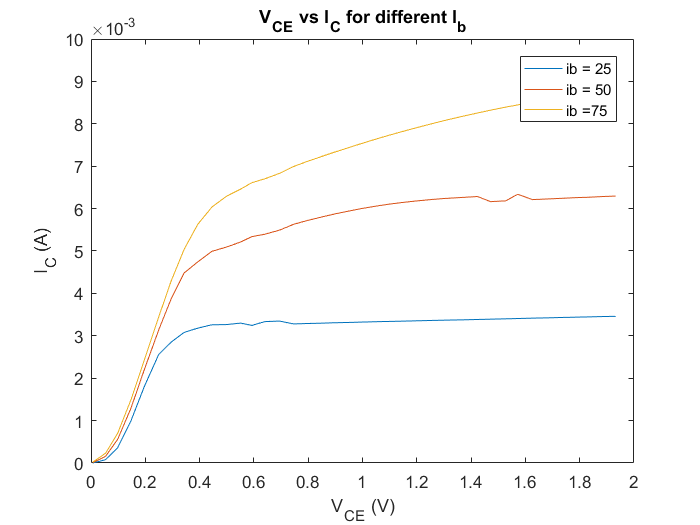 V_CE vs I_C for different I_b
×10^-3
10
9
8
7
6
5
4
3
2
1
0
I_C (A)
ib = 25
ib = 50
ib =75
0 0.2 0.4 0.6 0.8 1 1.2 1.4 1.6 1.8 2
V_CE (V)